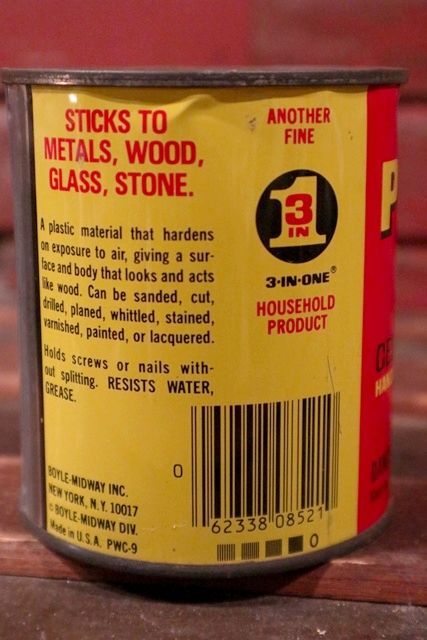 STICKS TO
METALS, WOOD,
GLASS, STONE.
A plastic material that hardens
on exposure to air, giving a sur-
face and body that looks and acts
like wood. Can be sanded, cut,
drilled, planed, whittled, stained,
varnished, painted, or lacquered.
Holds screws or nails with-
out splitting. RESISTS WATER,
GREASE.
BOYLE-MIDWAY INC.
NEW YORK, N.Y. 10017
© BOYLE-MIDWAY DIV.
Made in U.S.A. PWC-9
ANOTHER
FINE
1
3
IN
3-IN-ONE®
HOUSEHOLD
PRODUCT
0 62338 08521 0
P